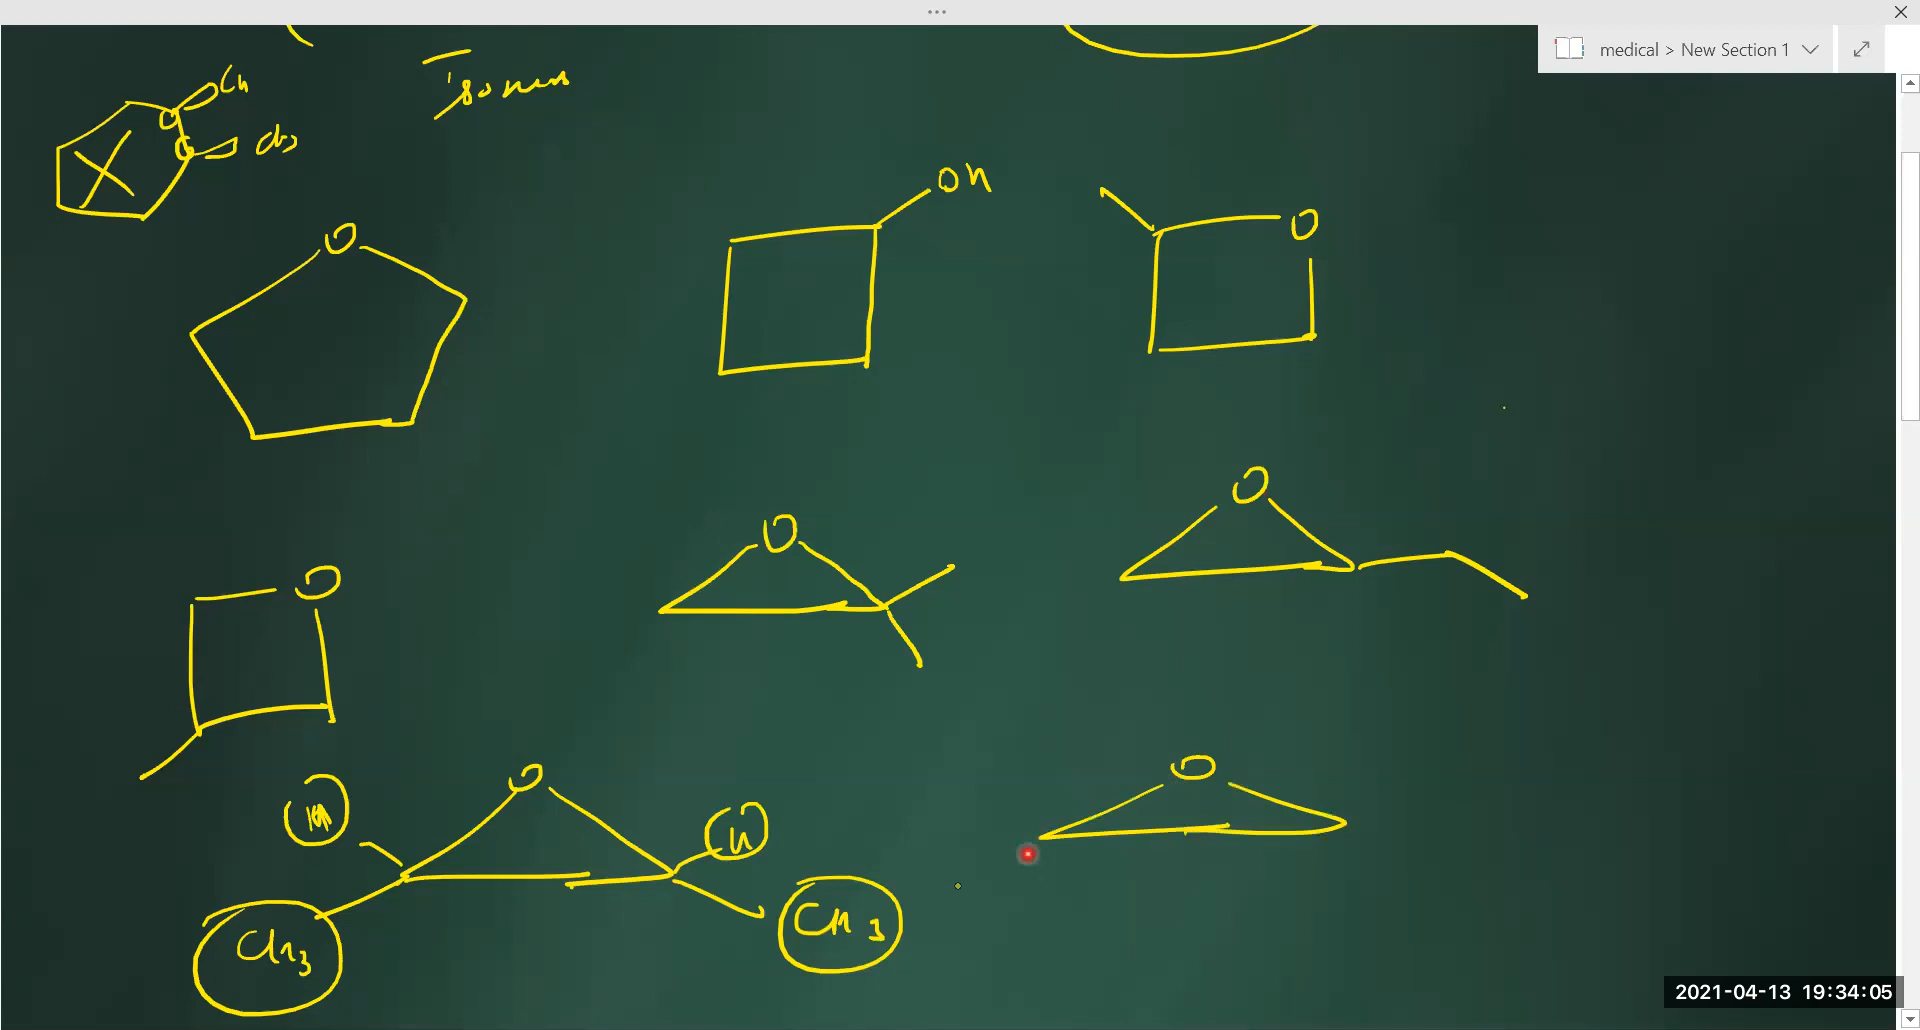 medical > New Section 1
CH
CH3
Isomers
OH
O
O
O
O
O
O
O
H
H
CH3
CH3
2021-04-13 19:34:05